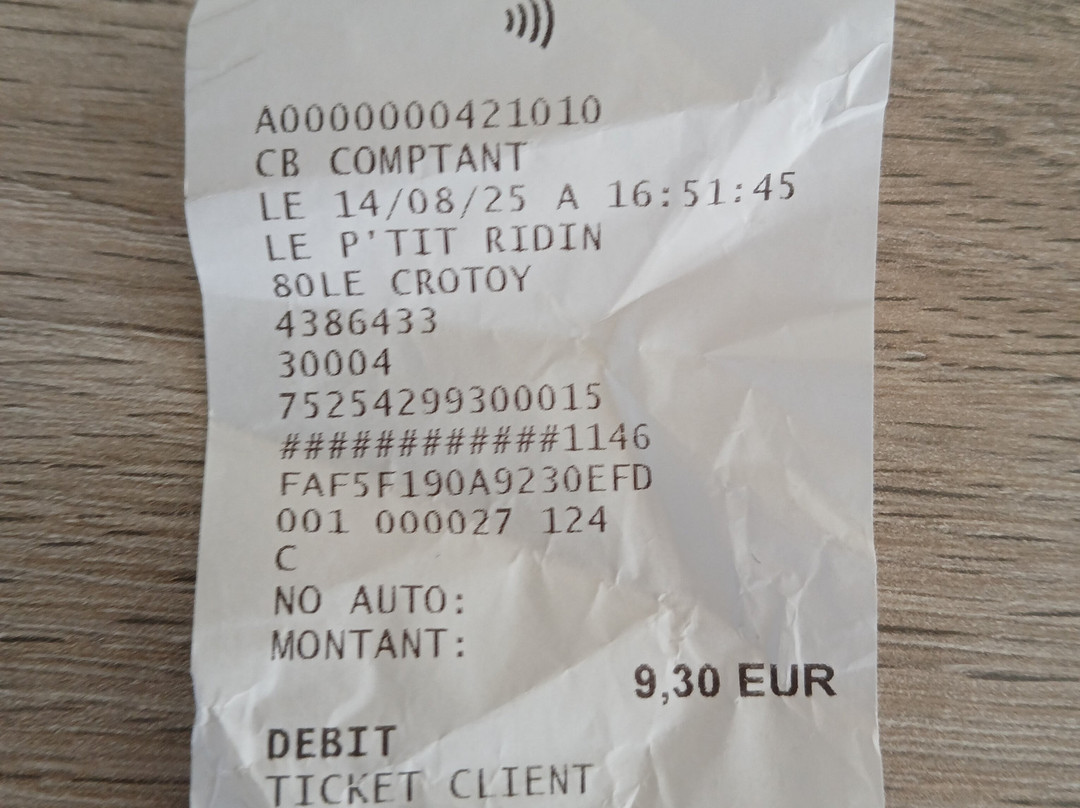 A0000000421010
CB COMPTANT
LE 14/08/25 A 16:51:45
LE P'TIT RIDIN
80LE CROTOY
4386433
30004
75254299300015
############1146
FAF5F190A9230EFD
001 000027 124
C
NO AUTO:
MONTANT:
9,30 EUR
DEBIT
TICKET CLIENT